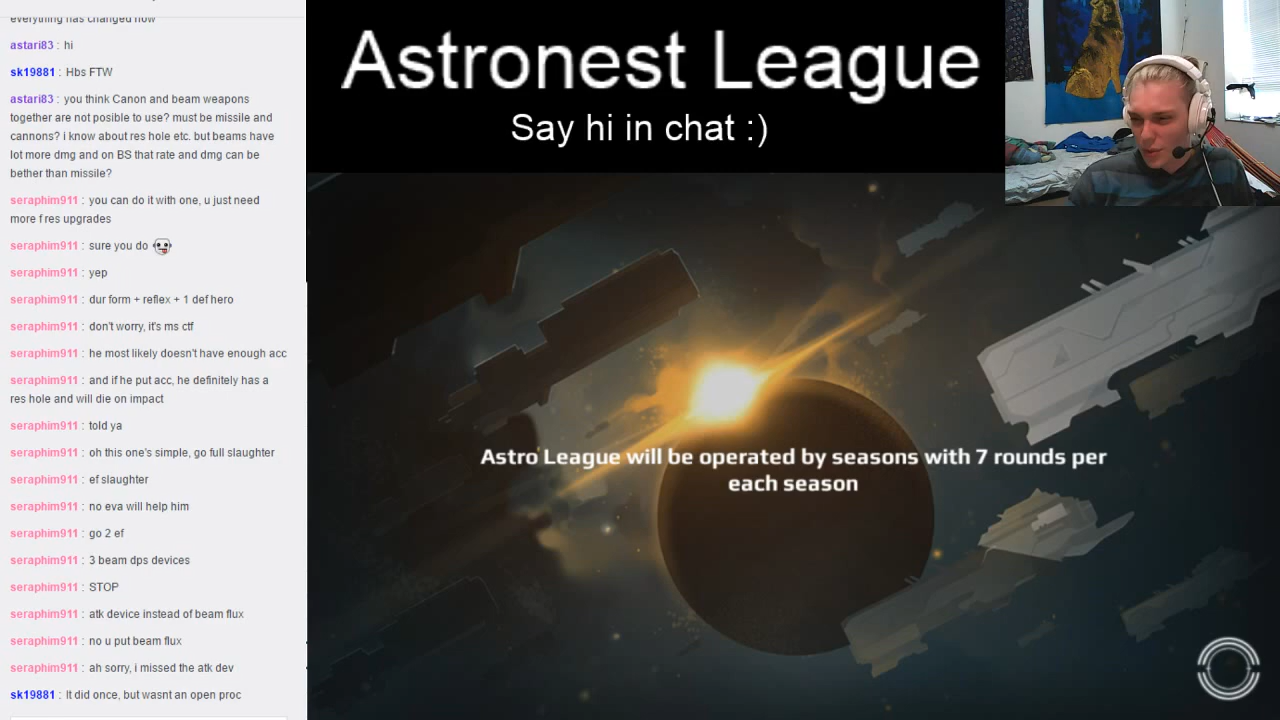 everything has changed now
astari83 : hi
sk19881 : Hbs FTW
astari83 : you think Canon and beam weapons
together are not posible to use? must be missile and
cannons? i know about res hole etc. but beams have
lot more dmg and on BS that rate and dmg can be
bether than missile?
seraphim911 : you can do it with one, u just need
more f res upgrades
seraphim911 : sure you do
seraphim911 : yep
seraphim911 : dur form + reflex + 1 def hero
seraphim911 : don't worry, it's ms ctf
seraphim911 : he most likely doesn't have enough acc
seraphim911 : and if he put acc, he definitely has a
res hole and will die on impact
seraphim911 : told ya
seraphim911 : oh this one's simple, go full slaughter
seraphim911 : ef slaughter
seraphim911 : no eva will help him
seraphim911 : go 2 ef
seraphim911 : 3 beam dps devices
seraphim911 : STOP
seraphim911 : atk device instead of beam flux
seraphim911 : no u put beam flux
seraphim911 : ah sorry, i missed the atk dev
sk19881 : It did once, but wasnt an open proc
Astronest League
Say hi in chat :)
Astro League will be operated by seasons with 7 rounds per
each season